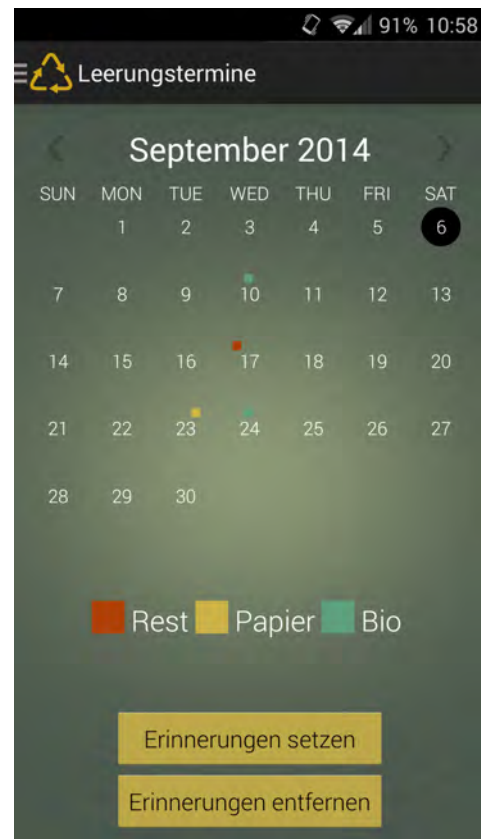 91% 10:58
Leerungstermine
September 2014
SUN MON TUE WED THU FRI SAT
1 2 3 4 5 6
7 8 9 10 11 12 13
14 15 16 17 18 19 20
21 22 23 24 25 26 27
28 29 30
Rest Papier Bio
Erinnerungen setzen
Erinnerungen entfernen